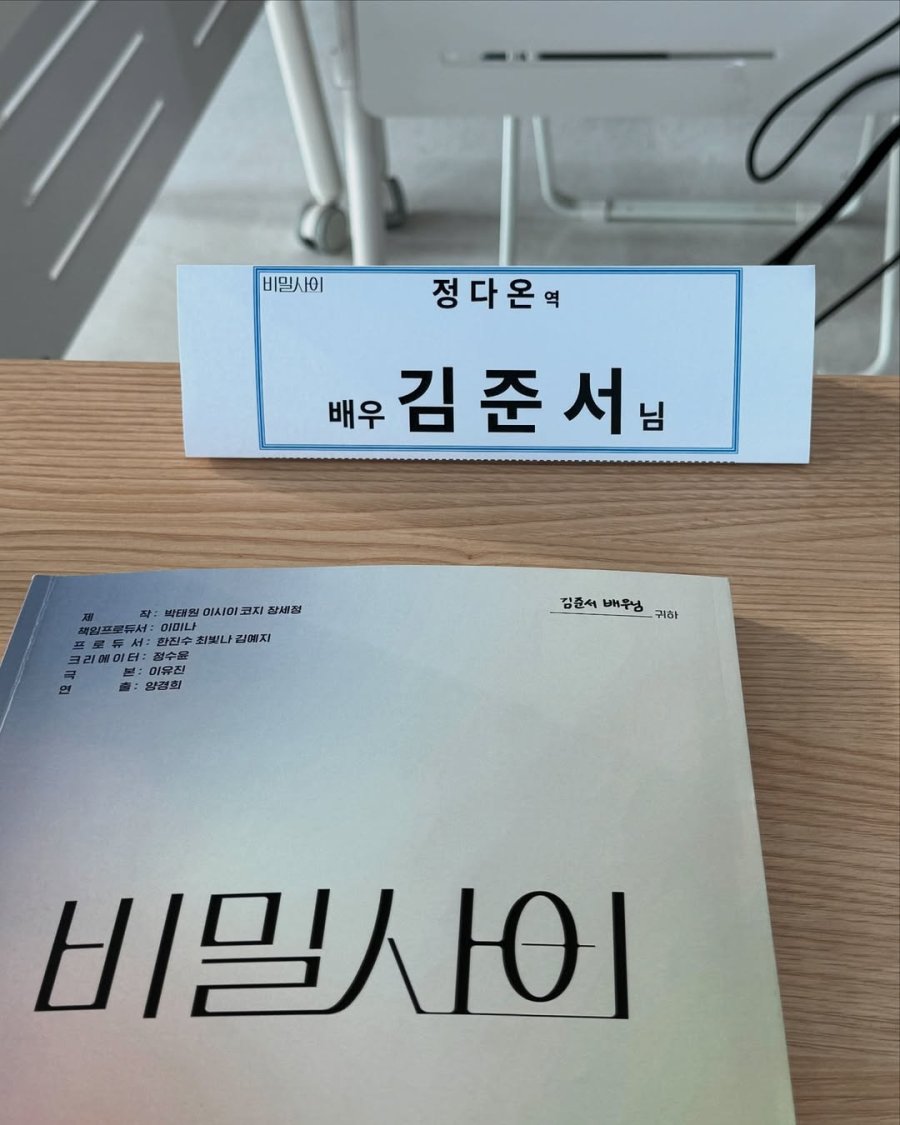 비밀사이
정다온 역
배우 김준서 님
김준서 배우님 귀하
제 작 : 박태원 이시이 코지 장세정
책임프로듀서 : 이미나
프 로 듀 서 : 한진수 최빛나 김예지
크리에이터 : 정수윤
극 본 : 이유진
연 출 : 양경희
비밀사이